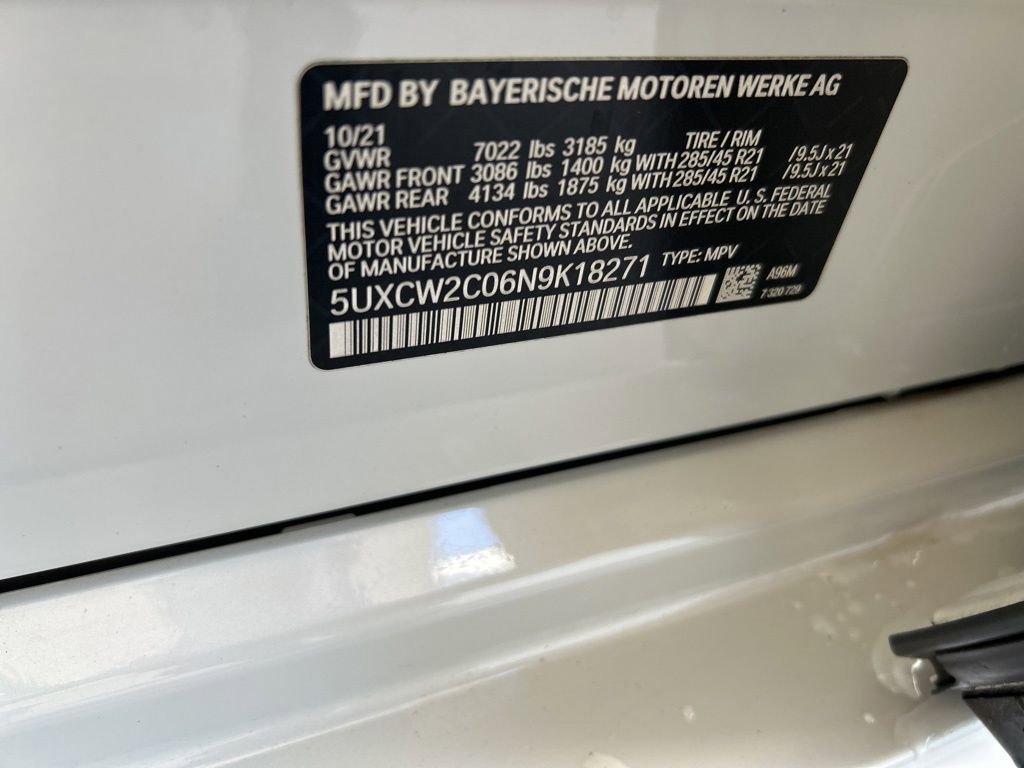 MFD BY BAYERISCHE MOTOREN WERKE AG
10/21 TIRE / RIM
GVWR 7022 lbs 3185 kg
GAWR FRONT 3086 lbs 1400 kg WITH 285/45 R21 /9.5J x 21
GAWR REAR 4134 lbs 1875 kg WITH 285/45 R21 /9.5J x 21
THIS VEHICLE CONFORMS TO ALL APPLICABLE U. S. FEDERAL
MOTOR VEHICLE SAFETY STANDARDS IN EFFECT ON THE DATE
OF MANUFACTURE SHOWN ABOVE.
5UXCW2C06N9K18271 TYPE: MPV
A96M
7 320 729